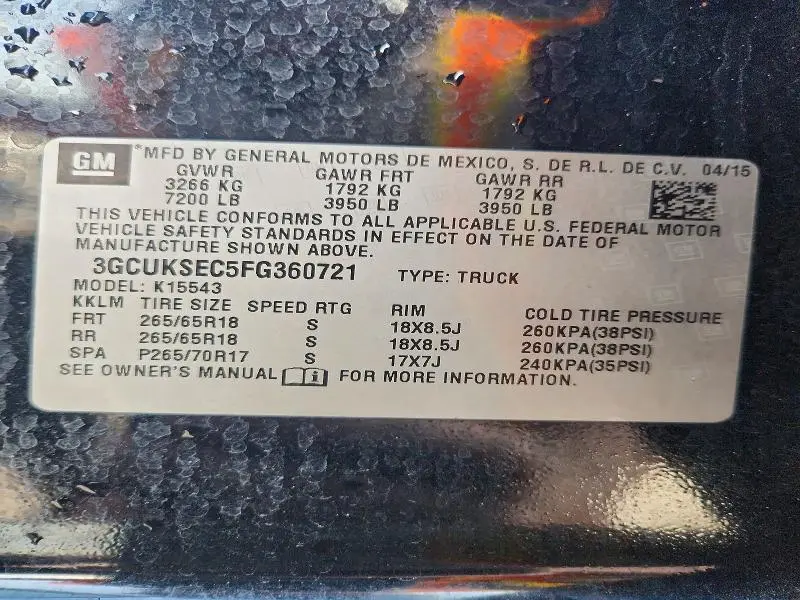 GM
*MFD BY GENERAL MOTORS DE MEXICO, S. DE R.L. DE C.V. 04/15
GVWR GAWR FRT GAWR RR
3266 KG 1792 KG 1792 KG
7200 LB 3950 LB 3950 LB
THIS VEHICLE CONFORMS TO ALL APPLICABLE U.S. FEDERAL MOTOR
VEHICLE SAFETY STANDARDS IN EFFECT ON THE DATE OF
MANUFACTURE SHOWN ABOVE.
3GCUKSEC5FG360721 TYPE: TRUCK
MODEL: K15543
KKLM TIRE SIZE SPEED RTG RIM COLD TIRE PRESSURE
FRT 265/65R18 S 18X8.5J 260KPA(38PSI)
RR 265/65R18 S 18X8.5J 260KPA(38PSI)
SPA P265/70R17 S 17X7J 240KPA(35PSI)
SEE OWNER'S MANUAL FOR MORE INFORMATION.